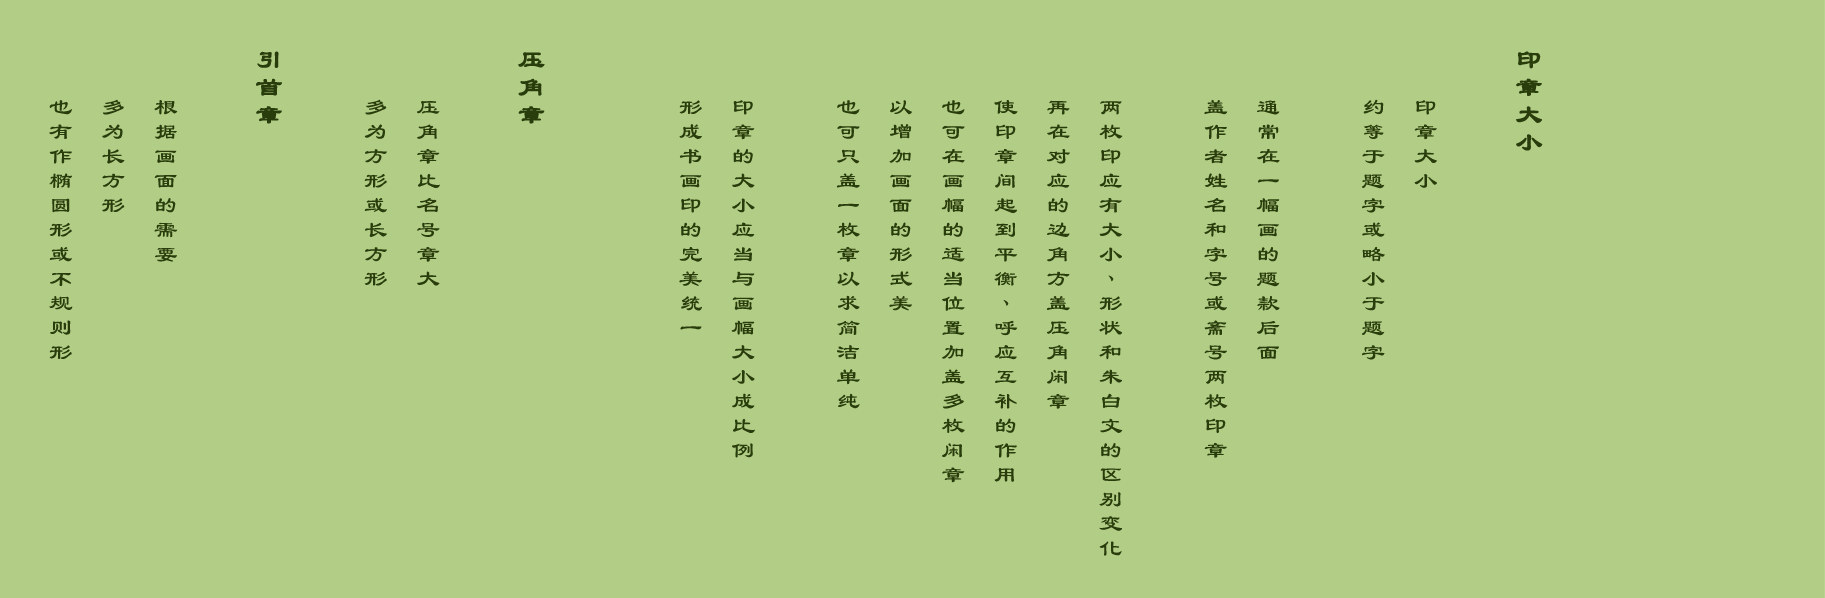 印章大小
印章大小
约等于题字或略小于题字
通常在一幅画的题款后面
盖作者姓名和字号或斋号两枚印章
两枚印应有大小、形状和朱白文的区别变化
再在对应的边角方盖压角闲章
使印章间起到平衡、呼应互补的作用
也可在画幅的适当位置加盖多枚闲章
以增加画面的形式美
也可只盖一枚章以求简洁单纯
印章的大小应当与画幅大小成比例
形成书画印的完美统一
压角章
压角章比名号章大
多为方形或长方形
引首章
根据画面的需要
多为长方形
也有作椭圆形或不规则形